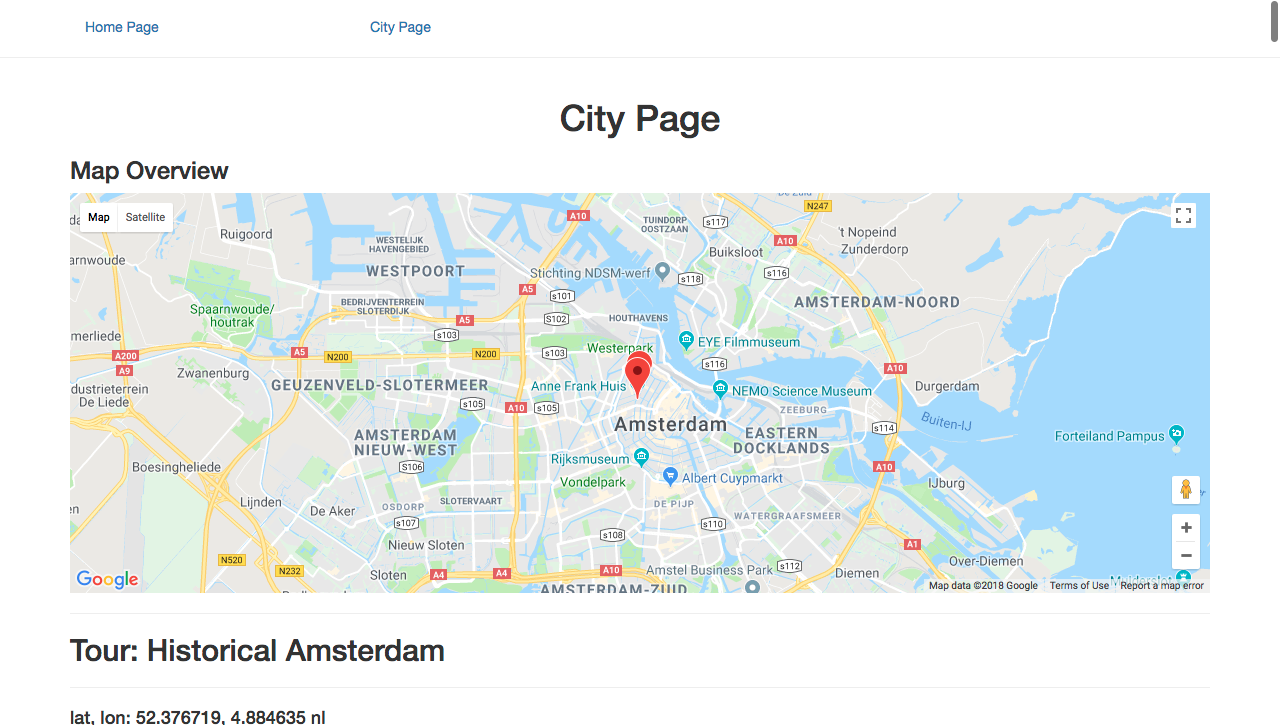 Home Page
City Page
City Page
Map Overview
Map
Satellite
A10
N247
TUINDORP
OOSTZAAN
s117
Ruigoord
't Nopeind
A10
Zunderdorp
WESTELIJK
HAVENGEBIED
Buiksloot
arnwoude
WESTPOORT
Stichting NDSM-werf
s118
s116
A5
s101
BEDRIJVENTERREIN
SLOTERDIJK
AMSTERDAM-NOORD
Spaarnwoude/
houtrak
A5
S102
HOUTHAVENS
merliede
s103
EYE Filmmuseum
A200
A5
N200
N200
s103
Westerpark
s116
A9
Zwanenburg
A10
dustrieterrein
De Liede
GEUZENVELD-SLOTERMEER
Anne Frank Huis
NEMO Science Museum
Durgerdam
s105
A10
s105
ZEEBURG
Amsterdam
Buiten-IJ
s114
AMSTERDAM
NIEUW-WEST
EASTERN
DOCKLANDS
Forteiland Pampus
Boesingheliede
s106
Rijksmuseum
A10
Vondelpark
Albert Cuypmarkt
IJburg
Lijnden
De Aker
OSDORP
SLOTERVAART
DE PIJP
WATERGRAAFSMEER
s107
s110
s108
Nieuw Sloten
A1
N520
N232
Sloten
A4
A4
A10
Amstel Business Park
s112
Diemen
Over-Diemen
AMSTERDAM-ZUID
Google
Map data ©2018 Google
Terms of Use
Report a map error
Tour: Historical Amsterdam
lat, lon: 52.376719, 4.884635 nl